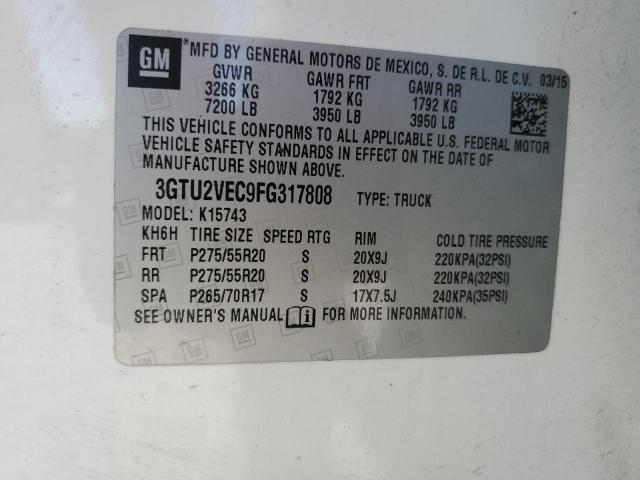 GM MFD BY GENERAL MOTORS DE MEXICO, S. DE R.L. DE C.V. 03/15
GVWR GAWR FRT GAWR RR
3266 KG 1792 KG 1792 KG
7200 LB 3950 LB 3950 LB
THIS VEHICLE CONFORMS TO ALL APPLICABLE U.S. FEDERAL MOTOR
VEHICLE SAFETY STANDARDS IN EFFECT ON THE DATE OF
MANUFACTURE SHOWN ABOVE.
3GTU2VEC9FG317808 TYPE: TRUCK
MODEL: K15743
KH6H TIRE SIZE SPEED RTG RIM COLD TIRE PRESSURE
FRT P275/55R20 S 20X9J 220KPA(32PSI)
RR P275/55R20 S 20X9J 220KPA(32PSI)
SPA P265/70R17 S 17X7.5J 240KPA(35PSI)
SEE OWNER'S MANUAL FOR MORE INFORMATION.